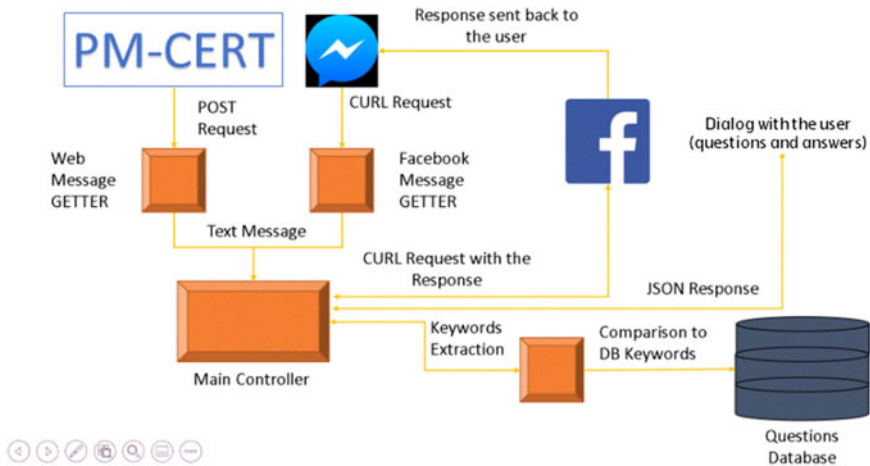 PM-CERT
Response sent back to
the user
POST
Request
CURL Request
Dialog with the user
(questions and answers)
Web
Message
GETTER
Facebook
Message
GETTER
Text Message
CURL Request with the
Response
JSON Response
Keywords
Extraction
Comparison to
DB Keywords
Main Controller
Questions
Database